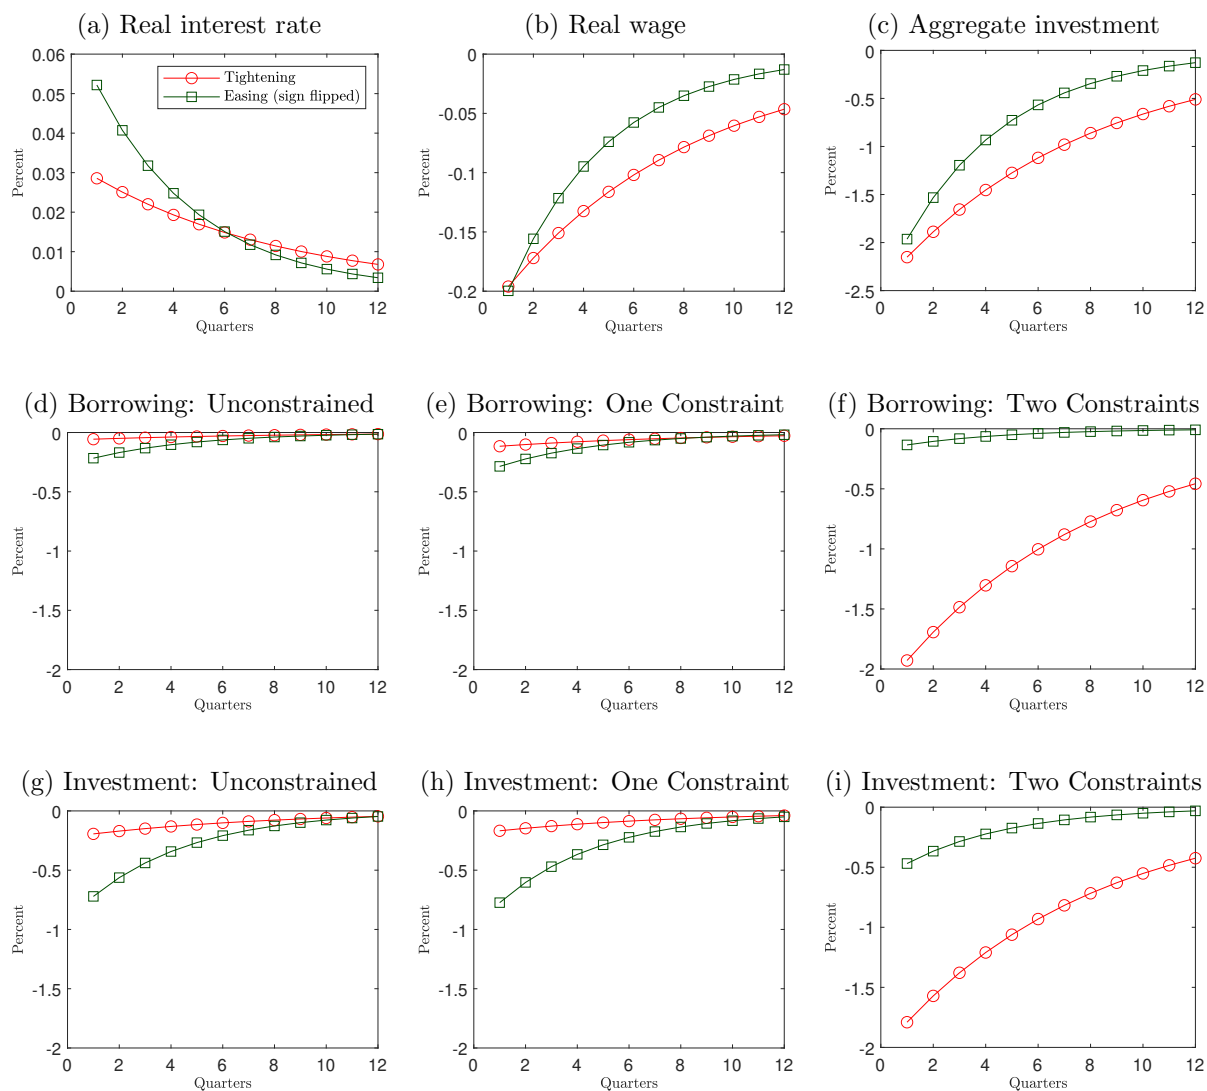 (a) Real interest rate
0.06
0.05
0.04
0.03
0.02
0.01
0
Percent
Tightening
Easing (sign flipped)
0 2 4 6 8 10 12
Quarters
(b) Real wage
0
-0.05
-0.1
-0.15
-0.2
Percent
0 2 4 6 8 10 12
Quarters
(c) Aggregate investment
0
-0.5
-1
-1.5
-2
-2.5
Percent
0 2 4 6 8 10 12
Quarters
(d) Borrowing: Unconstrained
0
-0.5
-1
-1.5
-2
Percent
0 2 4 6 8 10 12
Quarters
(e) Borrowing: One Constraint
0
-0.5
-1
-1.5
-2
Percent
0 2 4 6 8 10 12
Quarters
(f) Borrowing: Two Constraints
0
-0.5
-1
-1.5
-2
Percent
0 2 4 6 8 10 12
Quarters
(g) Investment: Unconstrained
0
-0.5
-1
-1.5
-2
Percent
0 2 4 6 8 10 12
Quarters
(h) Investment: One Constraint
0
-0.5
-1
-1.5
-2
Percent
0 2 4 6 8 10 12
Quarters
(i) Investment: Two Constraints
0
-0.5
-1
-1.5
-2
Percent
0 2 4 6 8 10 12
Quarters